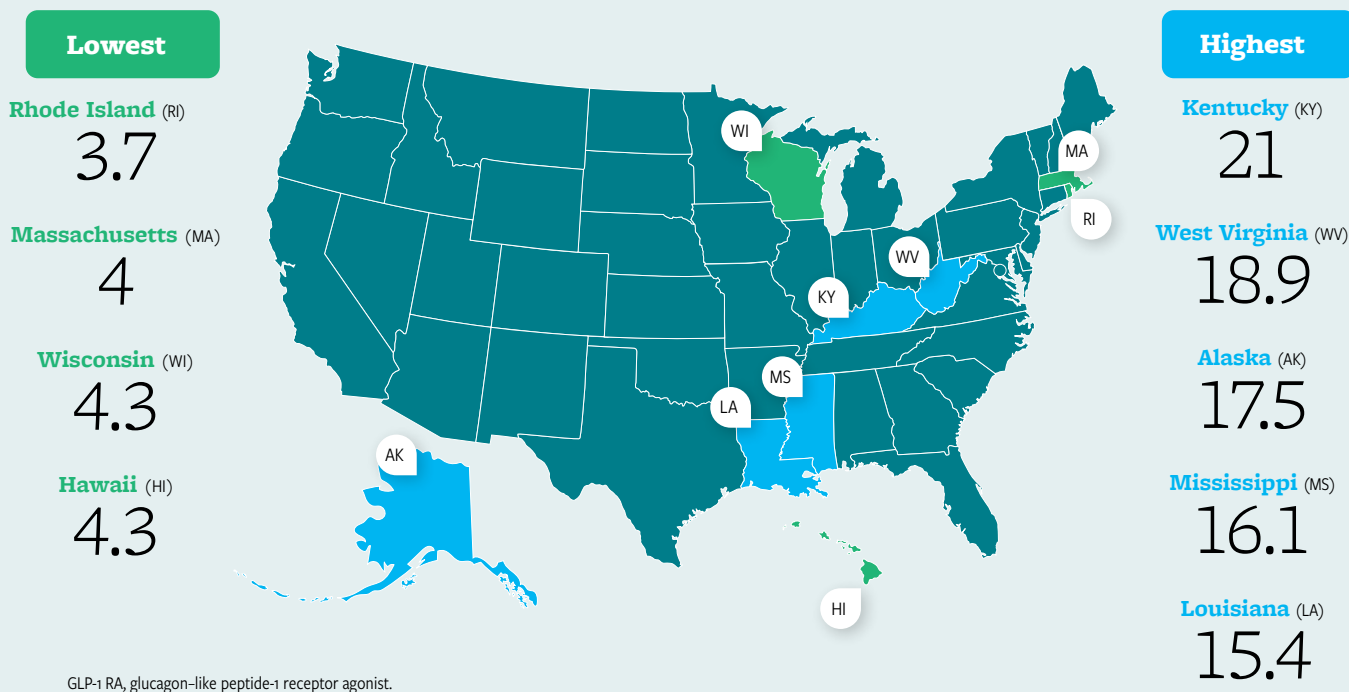 Lowest
Rhode Island (RI)
3.7
Massachusetts (MA)
4
Wisconsin (WI)
4.3
Hawaii (HI)
4.3
WI
MA
RI
WV
KY
MS
LA
AK
HI
Highest
Kentucky (KY)
21
West Virginia (WV)
18.9
Alaska (AK)
17.5
Mississippi (MS)
16.1
Louisiana (LA)
15.4
GLP-1 RA, glucagon-like peptide-1 receptor agonist.